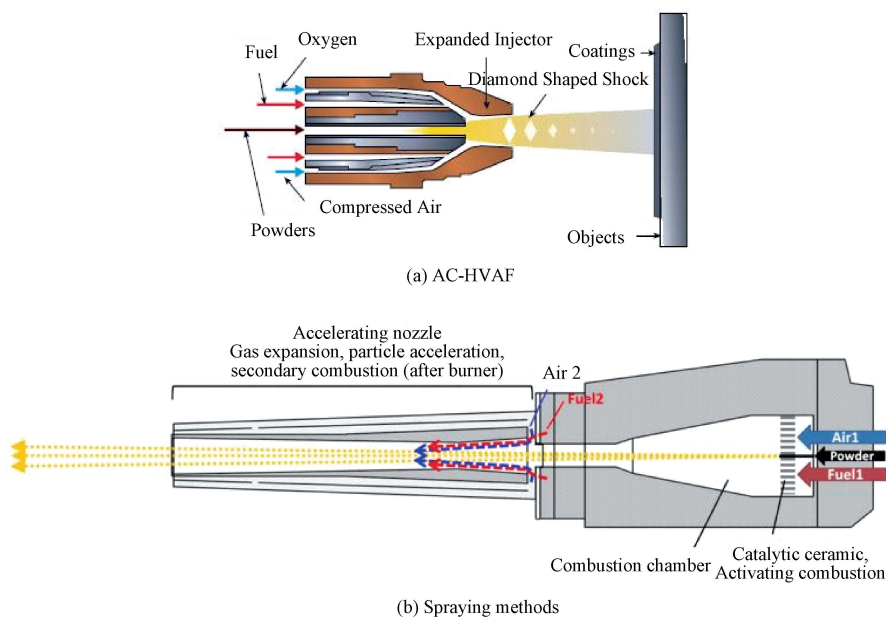 Oxygen
Fuel
Expanded Injector
Coatings
Diamond Shaped Shock
Compressed Air
Powders
Objects
(a) AC-HVAF
Accelerating nozzle
Gas expansion, particle acceleration,
secondary combustion (after burner)
Air 2
Fuel2
Air1
Powder
Fuel1
Combustion chamber
Catalytic ceramic,
Activating combustion
(b) Spraying methods